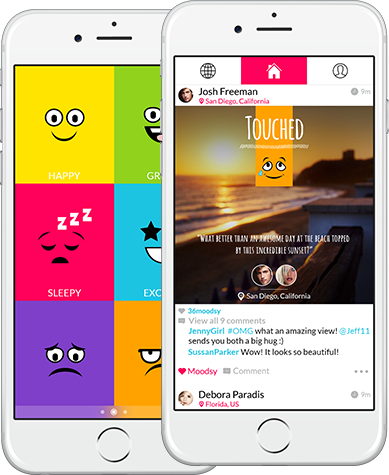 HAPPY
GR
zzz
SLEEPY
EXC
Josh Freeman
9m
San Diego, California
Touched
"WHAT BETTER THAN AN AWESOME DAY AT THE BEACH TOPPED
BY THIS INCREDIBLE SUNSET?"
San Diego, California
36moodsy
View all 9 comments
JennyGirl #OMG what an amazing view! @Jeff11
sends you both a big hug :)
SussanParker Wow! It looks so beautiful!
Moodsy Comment
Debora Paradis
9m
Florida, US